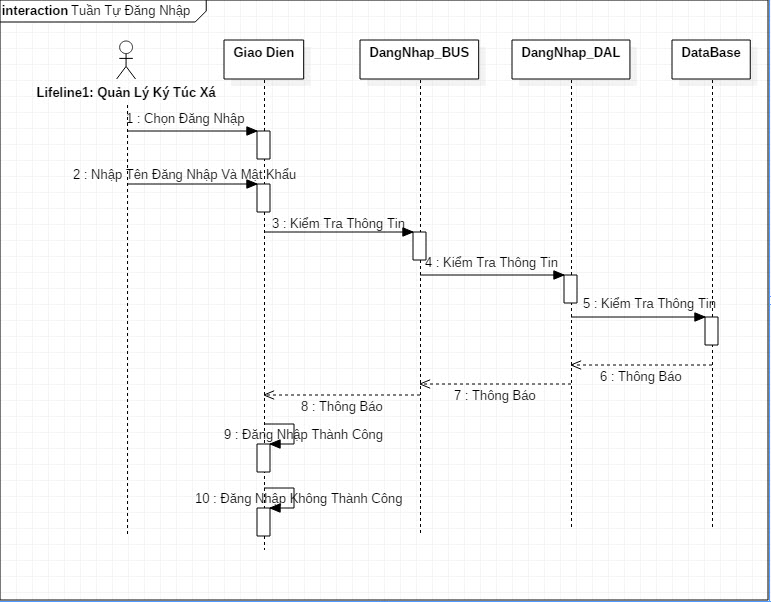 interaction Tuần Tự Đăng Nhập
Giao Dien
DangNhap_BUS
DangNhap_DAL
DataBase
Lifeline1: Quản Lý Ký Túc Xá
1 : Chọn Đăng Nhập
2 : Nhập Tên Đăng Nhập Và Mật Khẩu
3 : Kiểm Tra Thông Tin
4 : Kiểm Tra Thông Tin
5 : Kiểm Tra Thông Tin
6 : Thông Báo
7 : Thông Báo
8 : Thông Báo
9 : Đăng Nhập Thành Công
10 : Đăng Nhập Không Thành Công